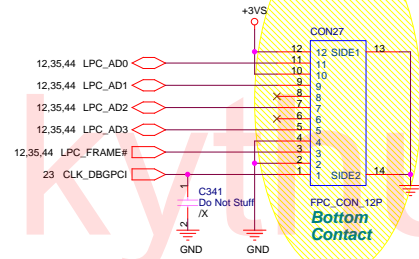 +3VS
CON27
12 12 SIDE1 13
12,35,44 LPC_AD0 11 11
10 10
12,35,44 LPC_AD1 9 9
8 8
12,35,44 LPC_AD2 7 7
6 6
12,35,44 LPC_AD3 5 5
4 4
12,35,44 LPC_FRAME# 3 3
2 2
23 CLK_DBGPCI 1 1 SIDE2 14
1
C341
Do Not Stuff
/X
2
FPC_CON_12P
Bottom
Contact
GND GND
kythu